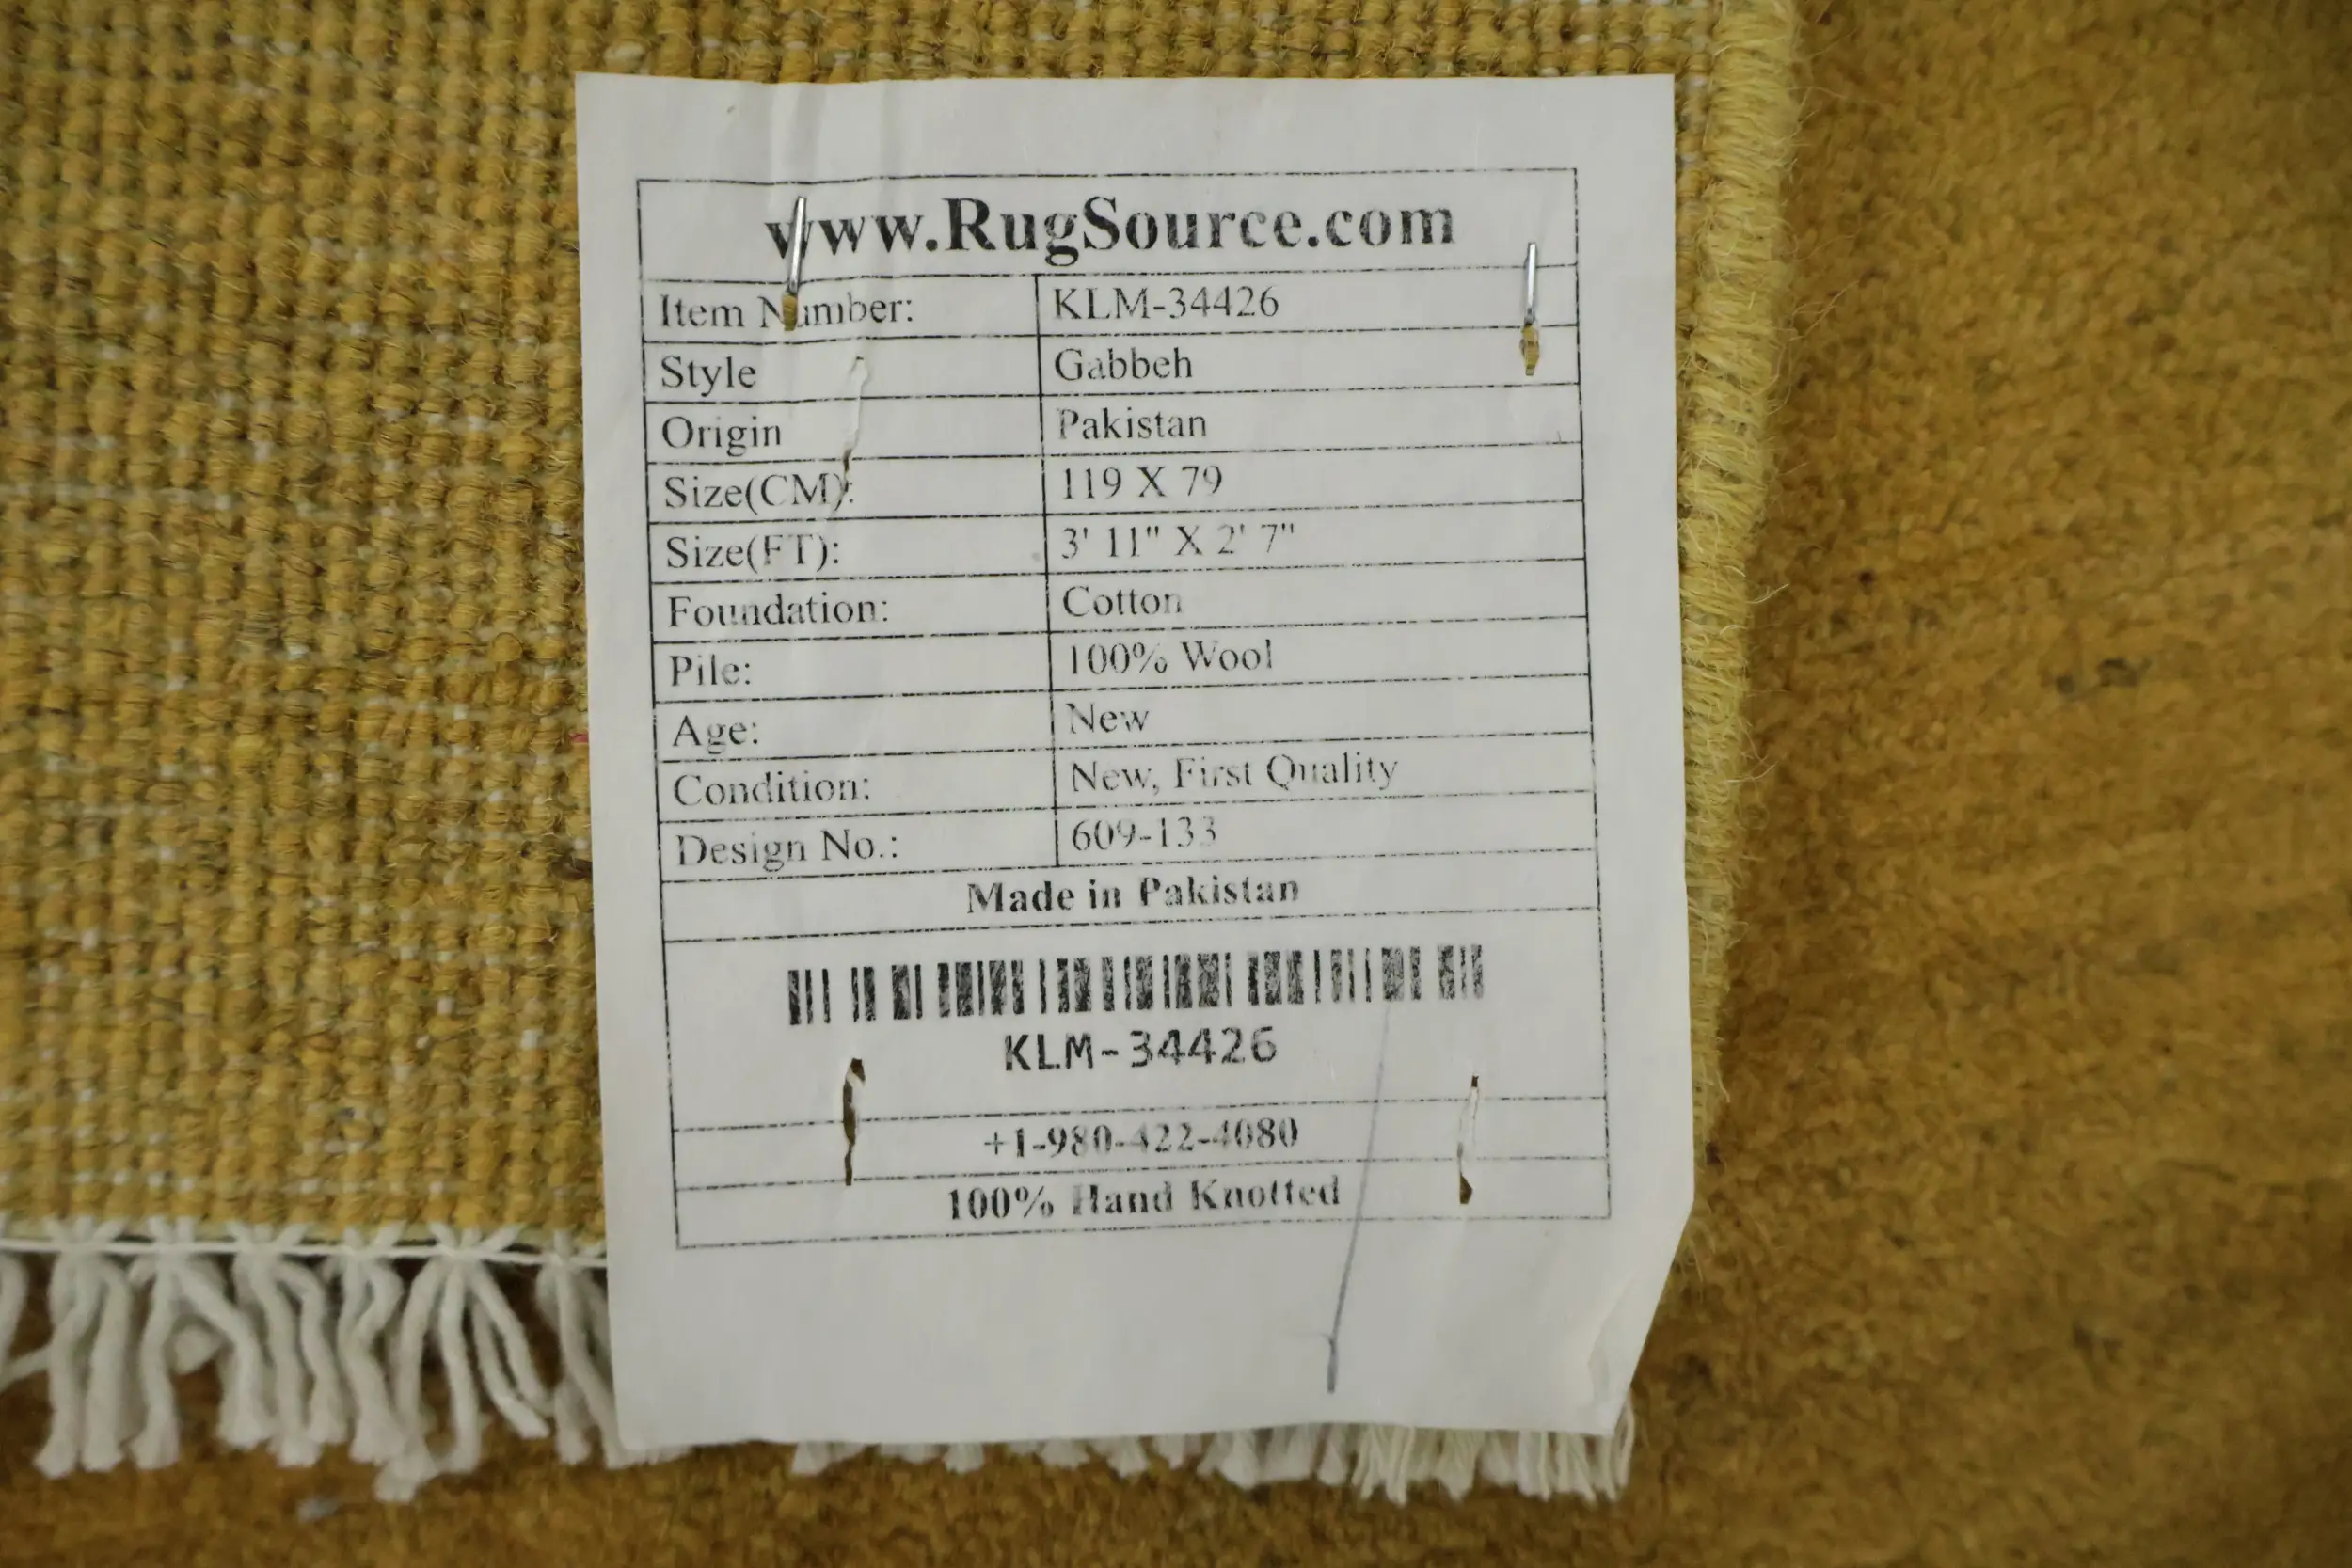 www.RugSource.com
Item Number: KLM-34426
Style Gabbeh
Origin Pakistan
Size(CM): 119 X 79
Size(FT): 3' 11" X 2' 7"
Foundation: Cotton
Pile: 100% Wool
Age: New
Condition: New, First Quality
Design No.: 609-133
Made in Pakistan
KLM-34426
+1-980-422-4080
100% Hand Knotted